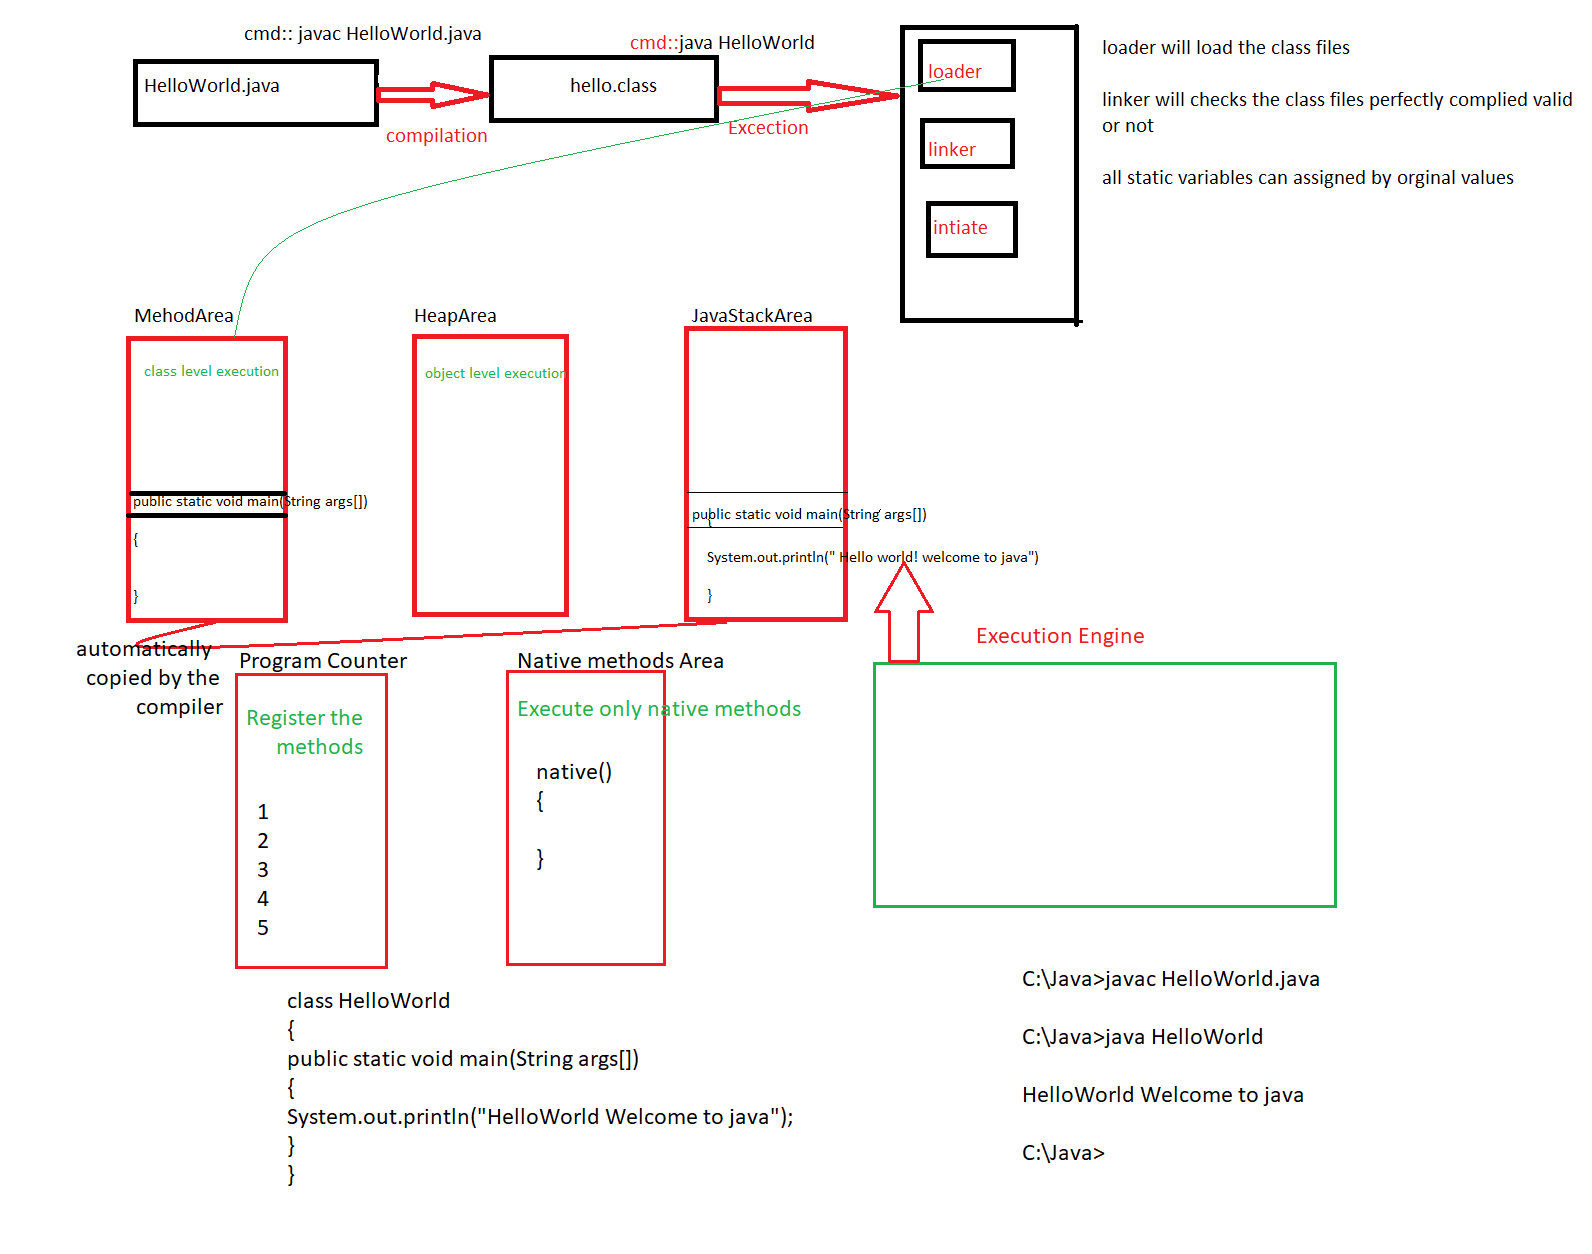 cmd:: javac HelloWorld.java
cmd::java HelloWorld
HelloWorld.java
hello.class
compilation
Excection
loader
linker
intiate
loader will load the class files
linker will checks the class files perfectly complied valid
or not
all static variables can assigned by orginal values
MehodArea
HeapArea
JavaStackArea
class level execution
object level execution
public static void main(String args[])
{
}
public static void main(String args[])
{
System.out.println(" Hello world! welcome to java")
}
automatically
copied by the
compiler
Program Counter
Register the
methods
1
2
3
4
5
Native methods Area
Execute only native methods
native()
{
}
Execution Engine
class HelloWorld
{
public static void main(String args[])
{
System.out.println("HelloWorld Welcome to java");
}
}
C:\Java>javac HelloWorld.java
C:\Java>java HelloWorld
HelloWorld Welcome to java
C:\Java>